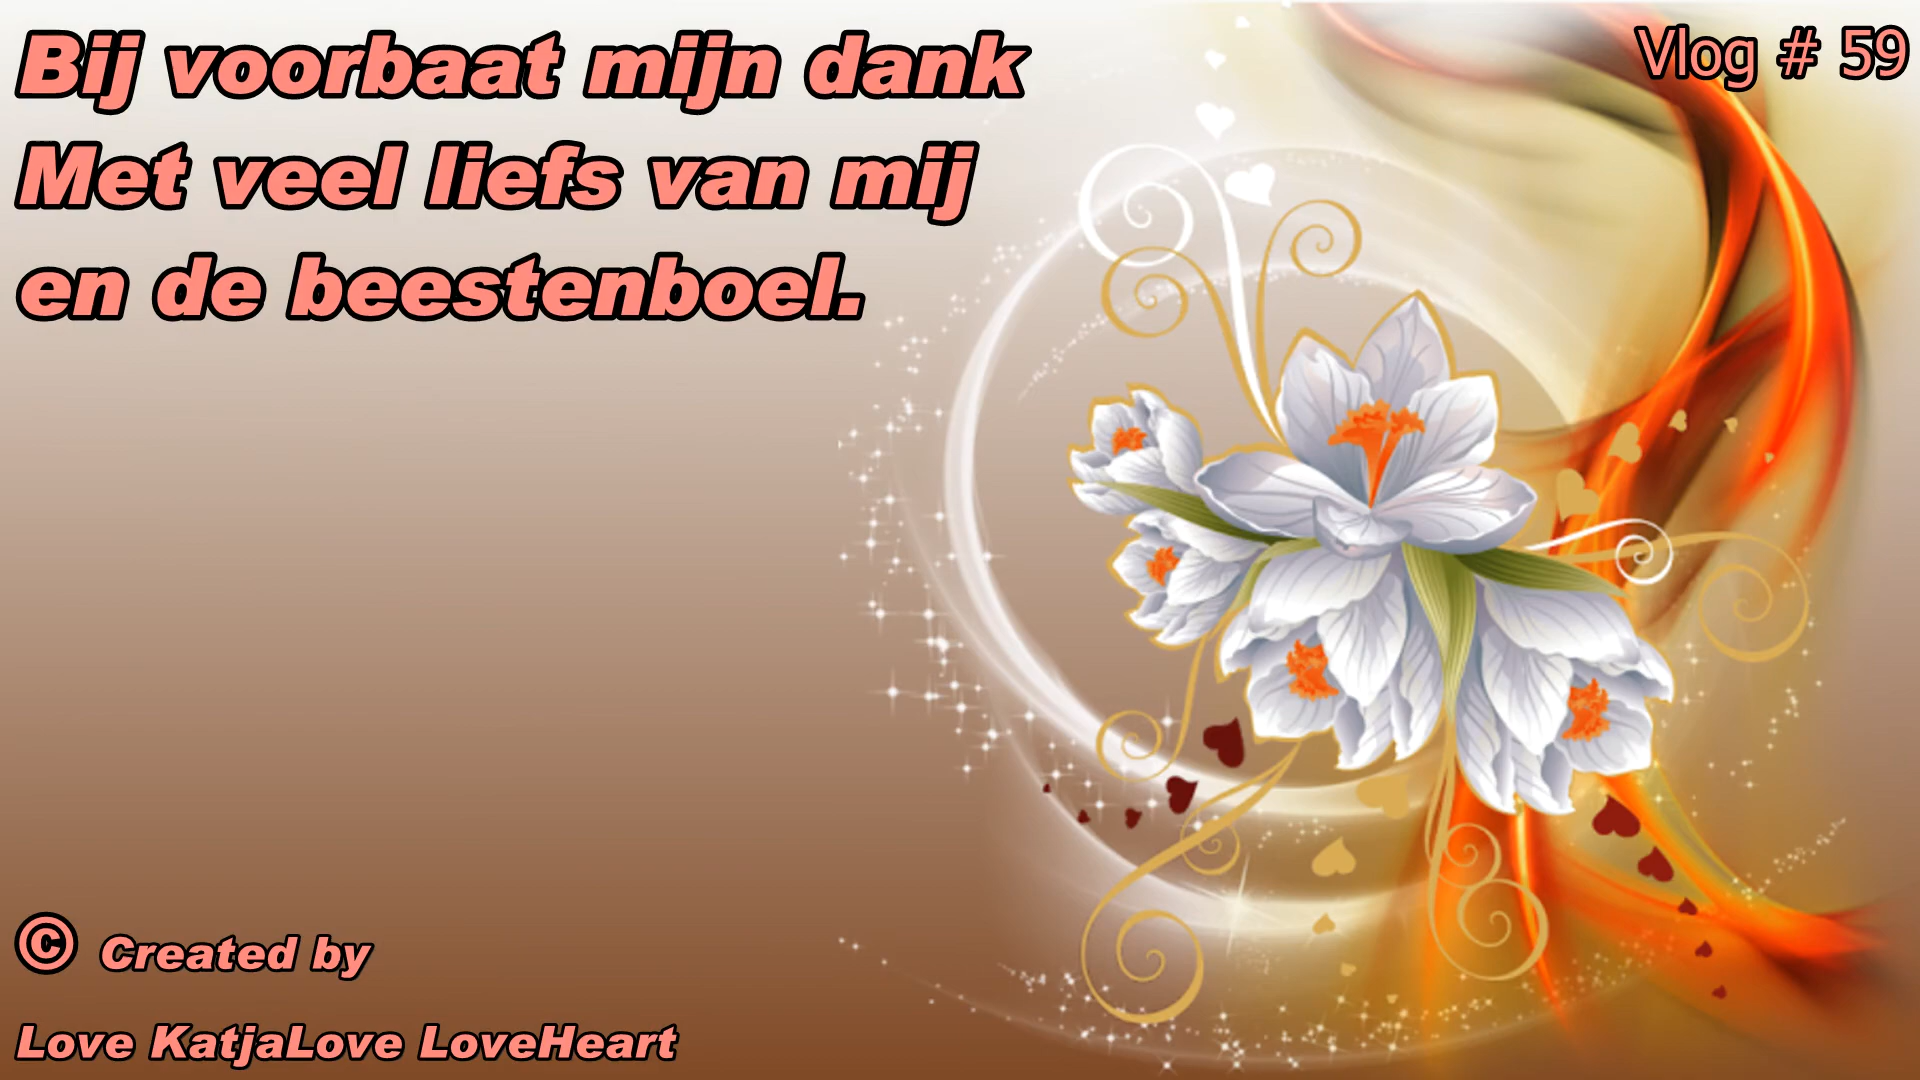 Bij voorbaat mijn dank
Met veel liefs van mij
en de beestenboel.
Vlog # 59
© Created by
Love KatjaLove LoveHeart